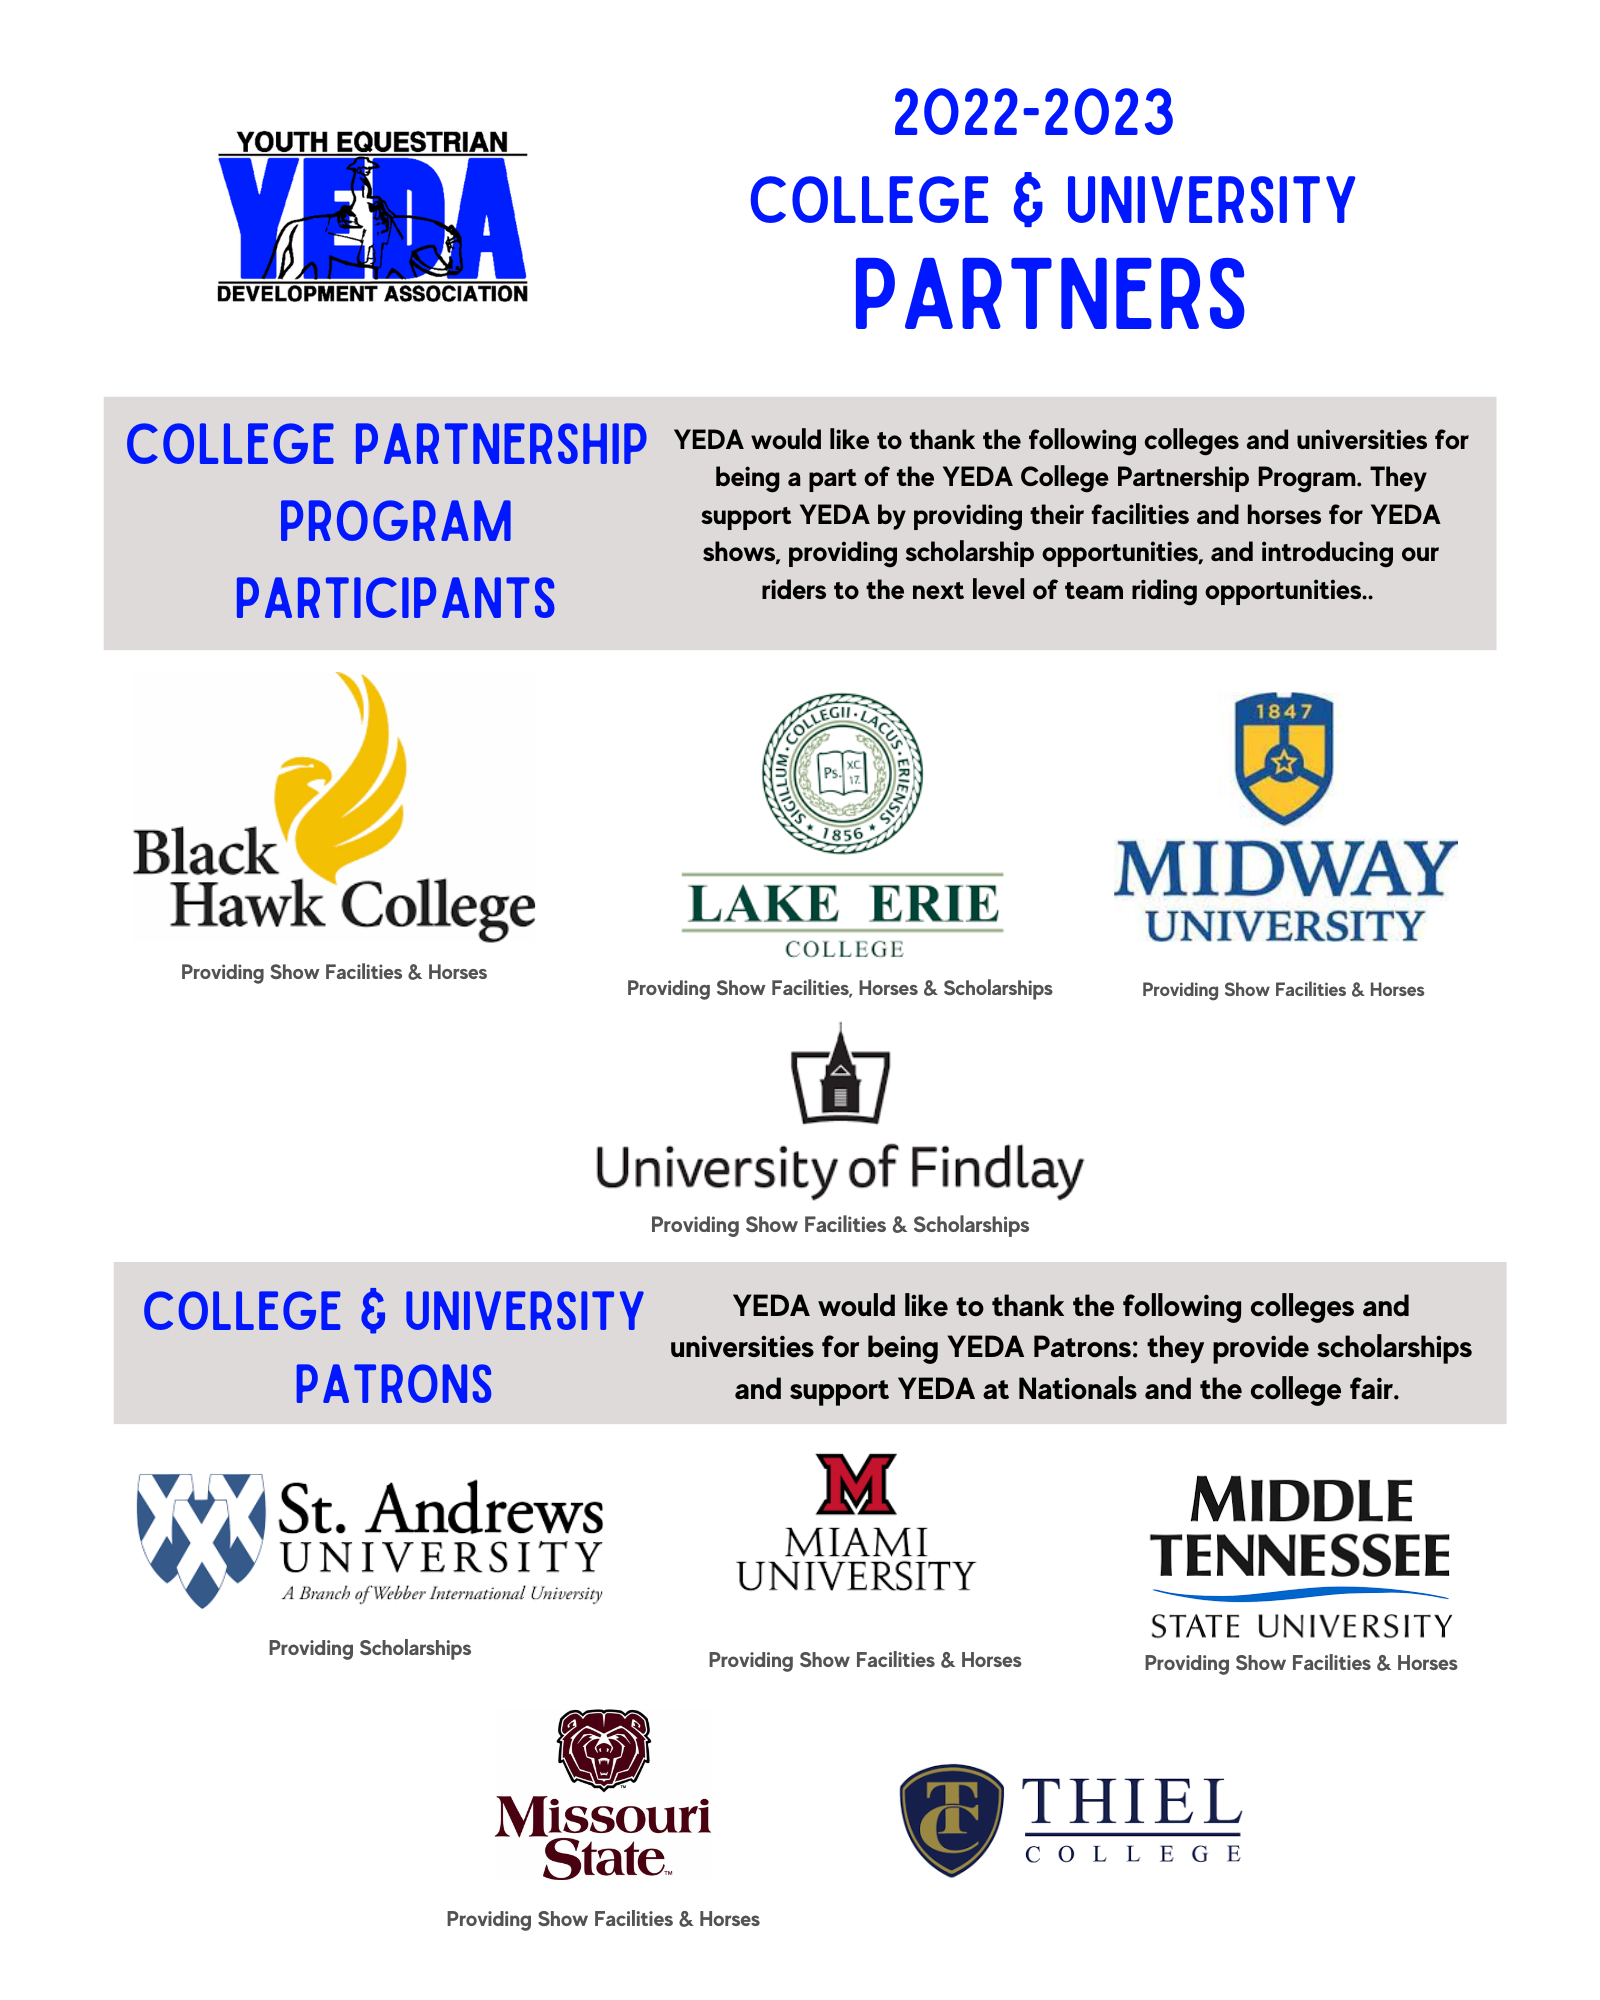 YOUTH EQUESTRIAN
YEDA
DEVELOPMENT ASSOCIATION
2022-2023
COLLEGE & UNIVERSITY
PARTNERS
COLLEGE PARTNERSHIP
PROGRAM
PARTICIPANTS
YEDA would like to thank the following colleges and universities for
being a part of the YEDA College Partnership Program. They
support YEDA by providing their facilities and horses for YEDA
shows, providing scholarship opportunities, and introducing our
riders to the next level of team riding opportunities..
Black
Hawk College
Providing Show Facilities & Horses
SIGILLUM · COLLEGII · LACUS · ERIENSIS
Ps. XC.
17.
* 1856 *
LAKE ERIE
COLLEGE
Providing Show Facilities, Horses & Scholarships
1847
MIDWAY
UNIVERSITY
Providing Show Facilities & Horses
University of Findlay
Providing Show Facilities & Scholarships
COLLEGE & UNIVERSITY
PATRONS
YEDA would like to thank the following colleges and
universities for being YEDA Patrons: they provide scholarships
and support YEDA at Nationals and the college fair.
St. Andrews
UNIVERSITY
A Branch of Webber International University
Providing Scholarships
M
MIAMI
UNIVERSITY
Providing Show Facilities & Horses
MIDDLE
TENNESSEE
STATE UNIVERSITY
Providing Show Facilities & Horses
™
Missouri
State™
Providing Show Facilities & Horses
TC
THIEL
COLLEGE